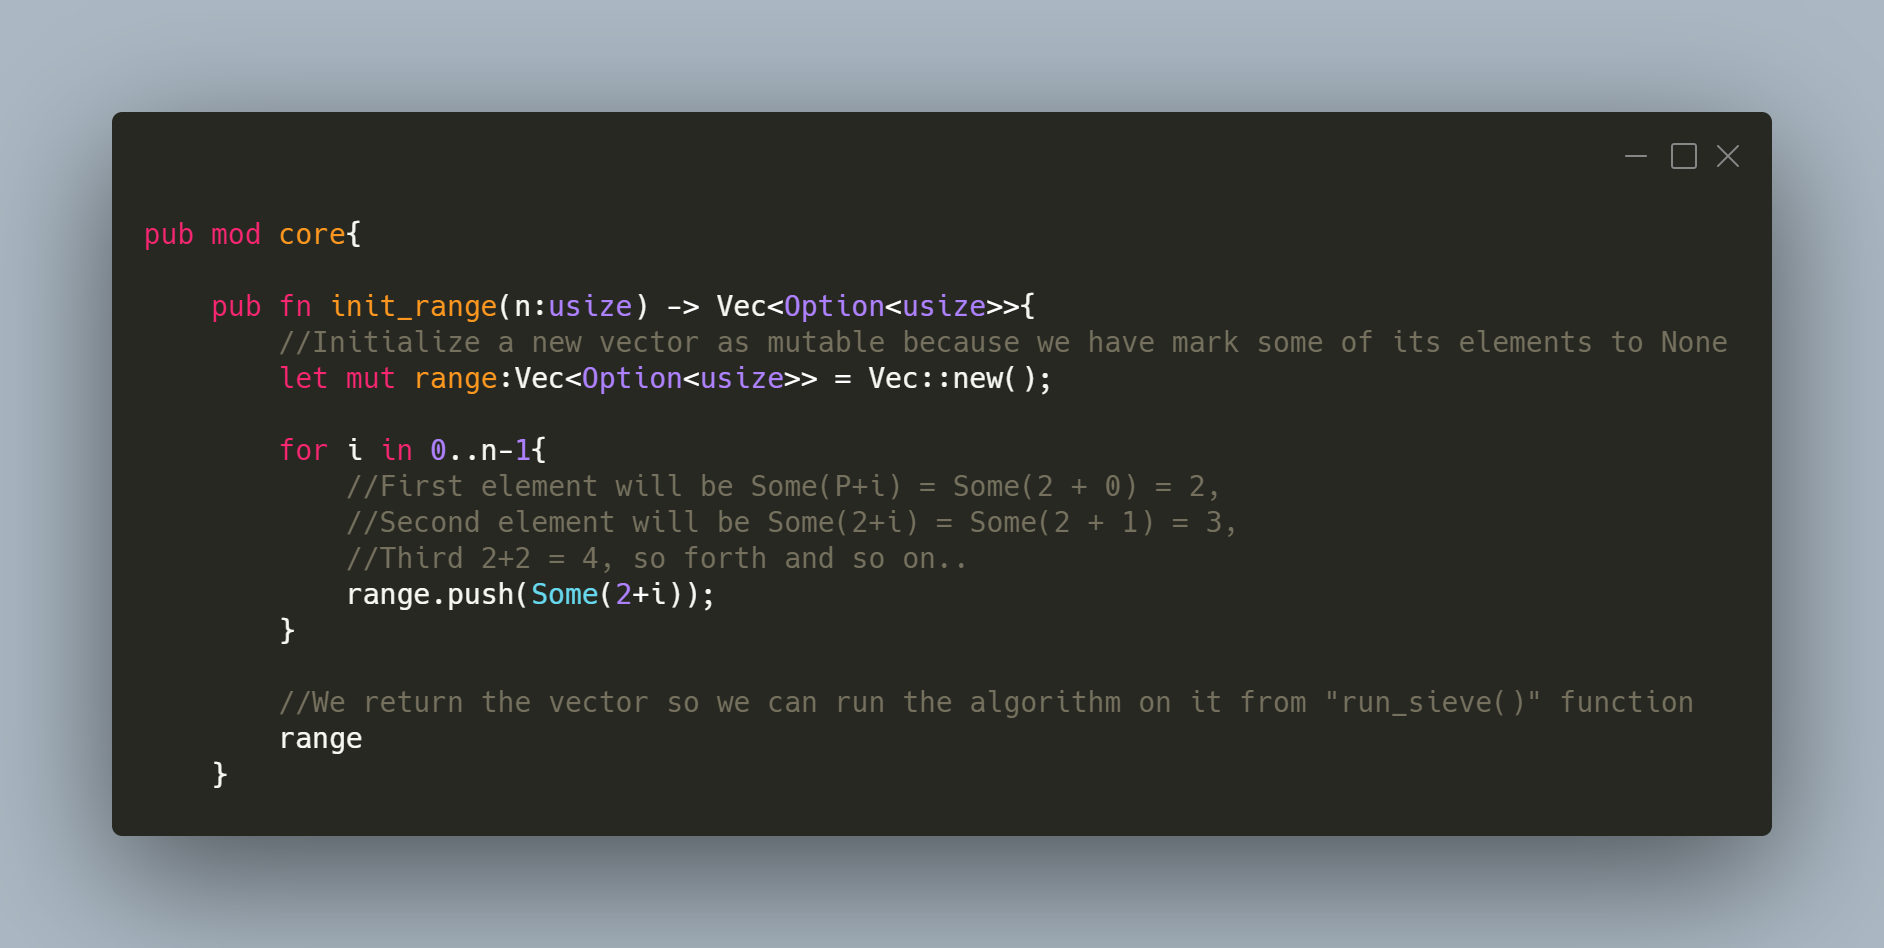 pub mod core{
pub fn init_range(n:usize) -> Vec<Option<usize>>{
//Initialize a new vector as mutable because we have mark some of its elements to None
let mut range:Vec<Option<usize>> = Vec::new();
for i in 0..n-1{
//First element will be Some(P+i) = Some(2 + 0) = 2,
//Second element will be Some(2+i) = Some(2 + 1) = 3,
//Third 2+2 = 4, so forth and so on..
range.push(Some(2+i));
}
//We return the vector so we can run the algorithm on it from "run_sieve()" function
range
}